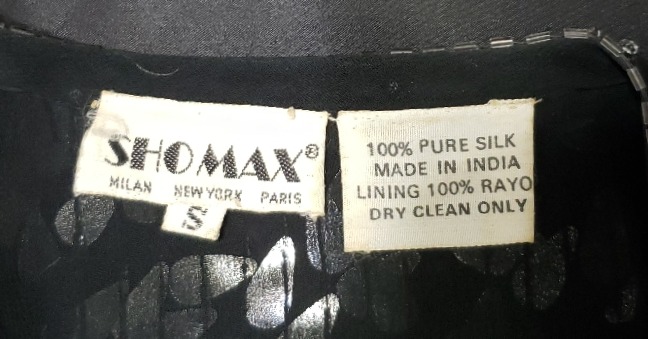 SHOMAX®
MILAN NEW YORK PARIS
S
100% PURE SILK
MADE IN INDIA
LINING 100% RAYO
DRY CLEAN ONLY